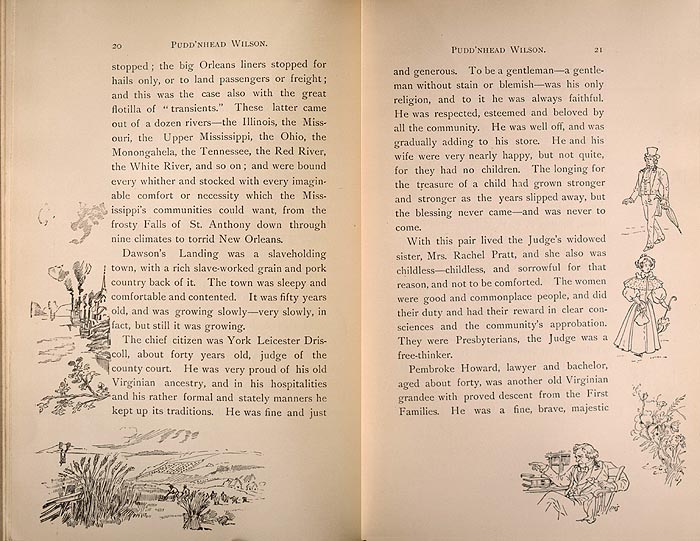 20 PUDD'NHEAD WILSON.
stopped; the big Orleans liners stopped for
hails only, or to land passengers or freight;
and this was the case also with the great
flotilla of "transients." These latter came
out of a dozen rivers—the Illinois, the Miss-
ouri, the Upper Mississippi, the Ohio, the
Monongahela, the Tennessee, the Red River,
the White River, and so on; and were bound
every whither and stocked with every imagin-
able comfort or necessity which the Miss-
issippi's communities could want, from the
frosty Falls of St. Anthony down through
nine climates to torrid New Orleans.
Dawson's Landing was a slaveholding
town, with a rich slave-worked grain and pork
country back of it. The town was sleepy and
comfortable and contented. It was fifty years
old, and was growing slowly—very slowly, in
fact, but still it was growing.
The chief citizen was York Leicester Dris-
coll, about forty years old, judge of the
county court. He was very proud of his old
Virginian ancestry, and in his hospitalities
and his rather formal and stately manners he
kept up its traditions. He was fine and just
PUDD'NHEAD WILSON. 21
and generous. To be a gentleman—a gentle-
man without stain or blemish—was his only
religion, and to it he was always faithful.
He was respected, esteemed and beloved by
all the community. He was well off, and was
gradually adding to his store. He and his
wife were very nearly happy, but not quite,
for they had no children. The longing for
the treasure of a child had grown stronger
and stronger as the years slipped away, but
the blessing never came—and was never to
come.
With this pair lived the Judge's widowed
sister, Mrs. Rachel Pratt, and she also was
childless—childless, and sorrowful for that
reason, and not to be comforted. The women
were good and commonplace people, and did
their duty and had their reward in clear con-
sciences and the community's approbation.
They were Presbyterians, the Judge was a
free-thinker.
Pembroke Howard, lawyer and bachelor,
aged about forty, was another old Virginian
grandee with proved descent from the First
Families. He was a fine, brave, majestic